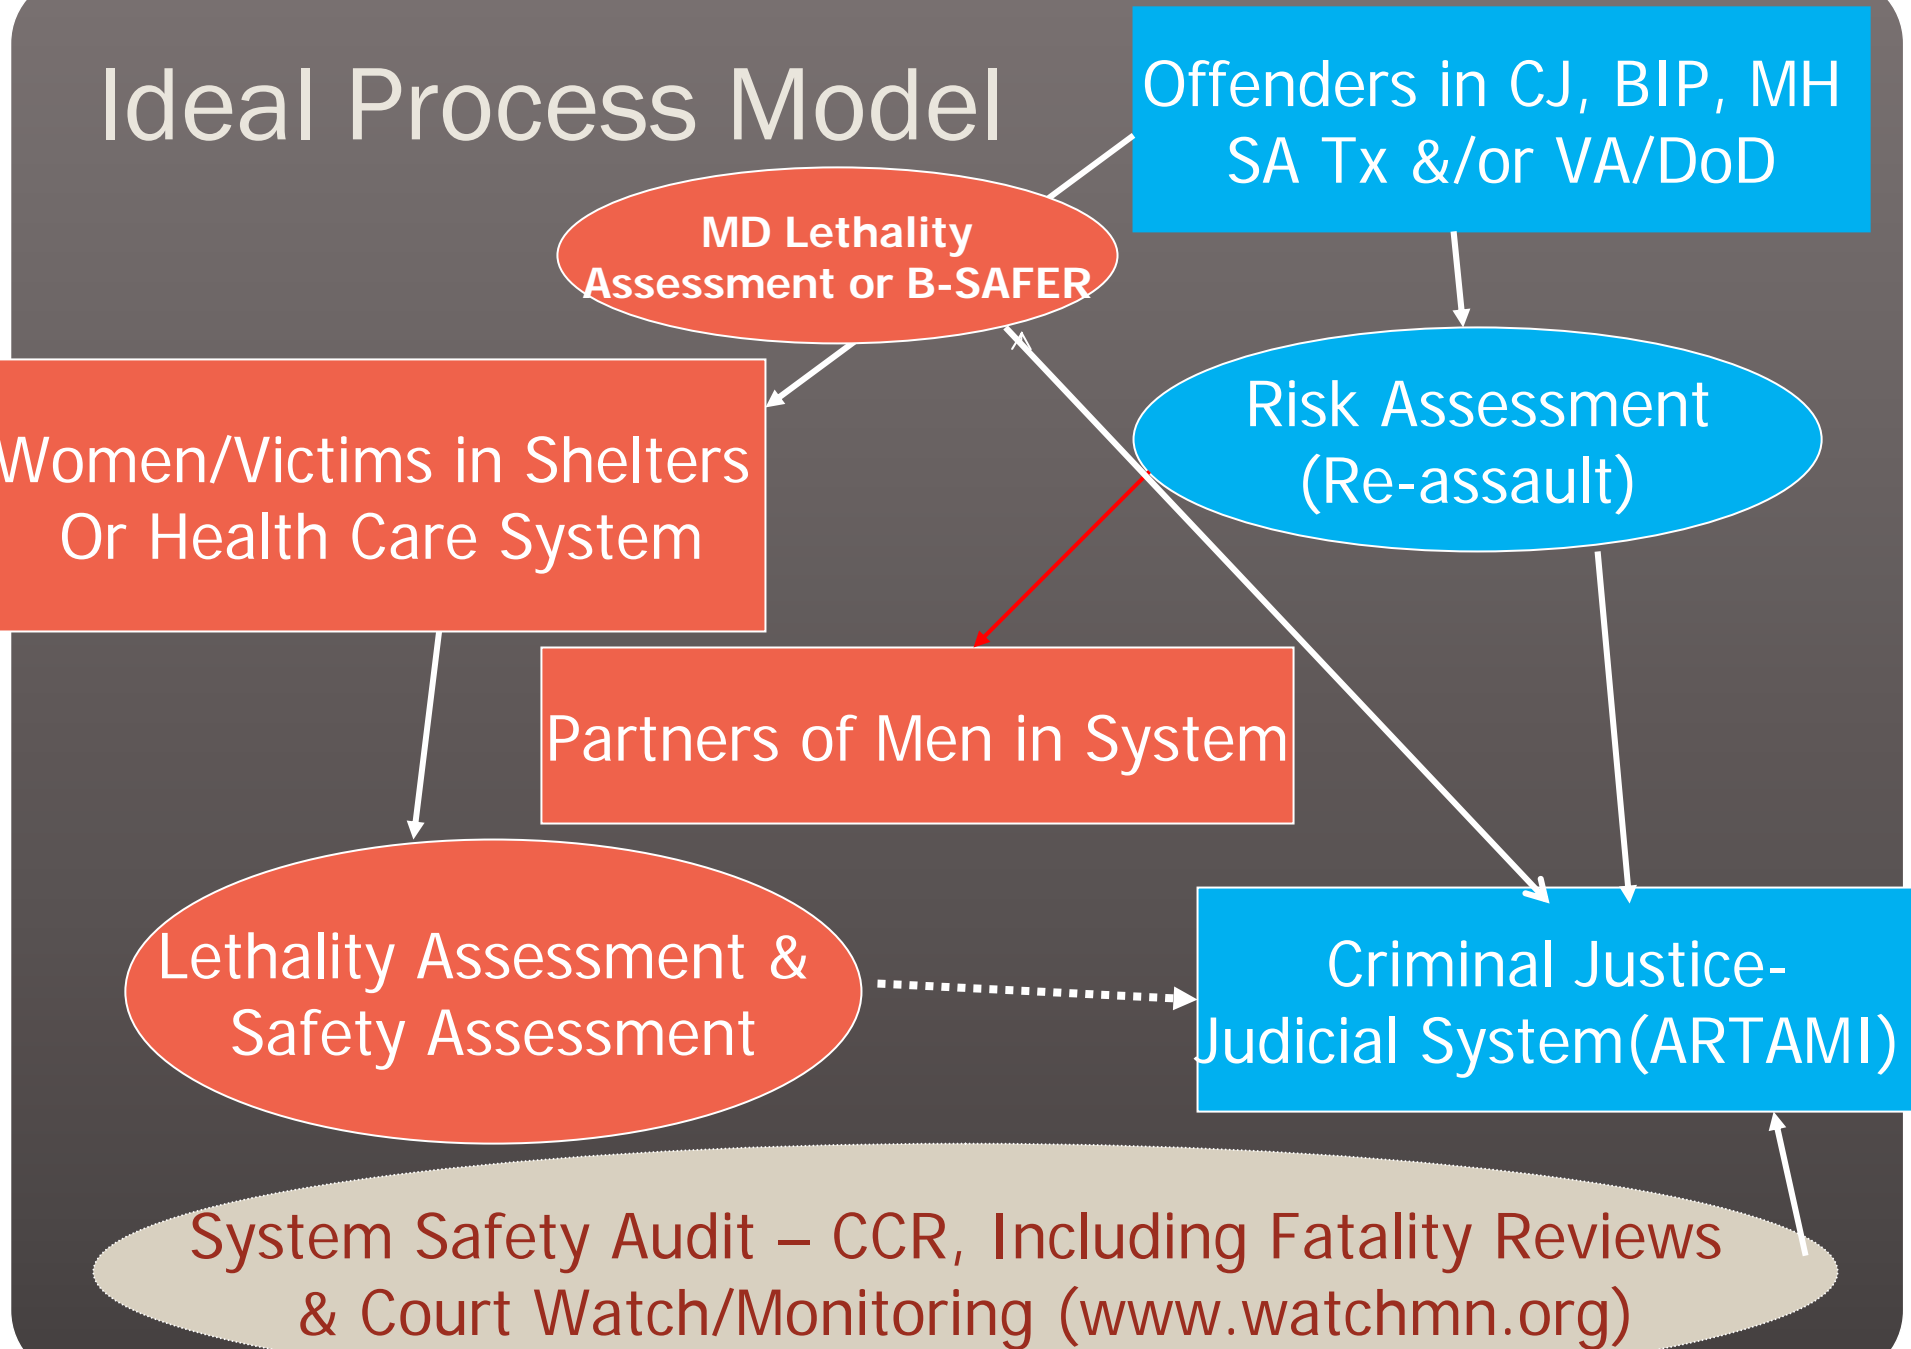 Ideal Process Model
Offenders in CJ, BIP, MH
SA Tx &/or VA/DoD
MD Lethality
Assessment or B-SAFER
Risk Assessment
(Re-assault)
Women/Victims in Shelters
Or Health Care System
Partners of Men in System
Lethality Assessment &
Safety Assessment
Criminal Justice-
Judicial System(ARTAMI)
System Safety Audit – CCR, Including Fatality Reviews
& Court Watch/Monitoring (www.watchmn.org)